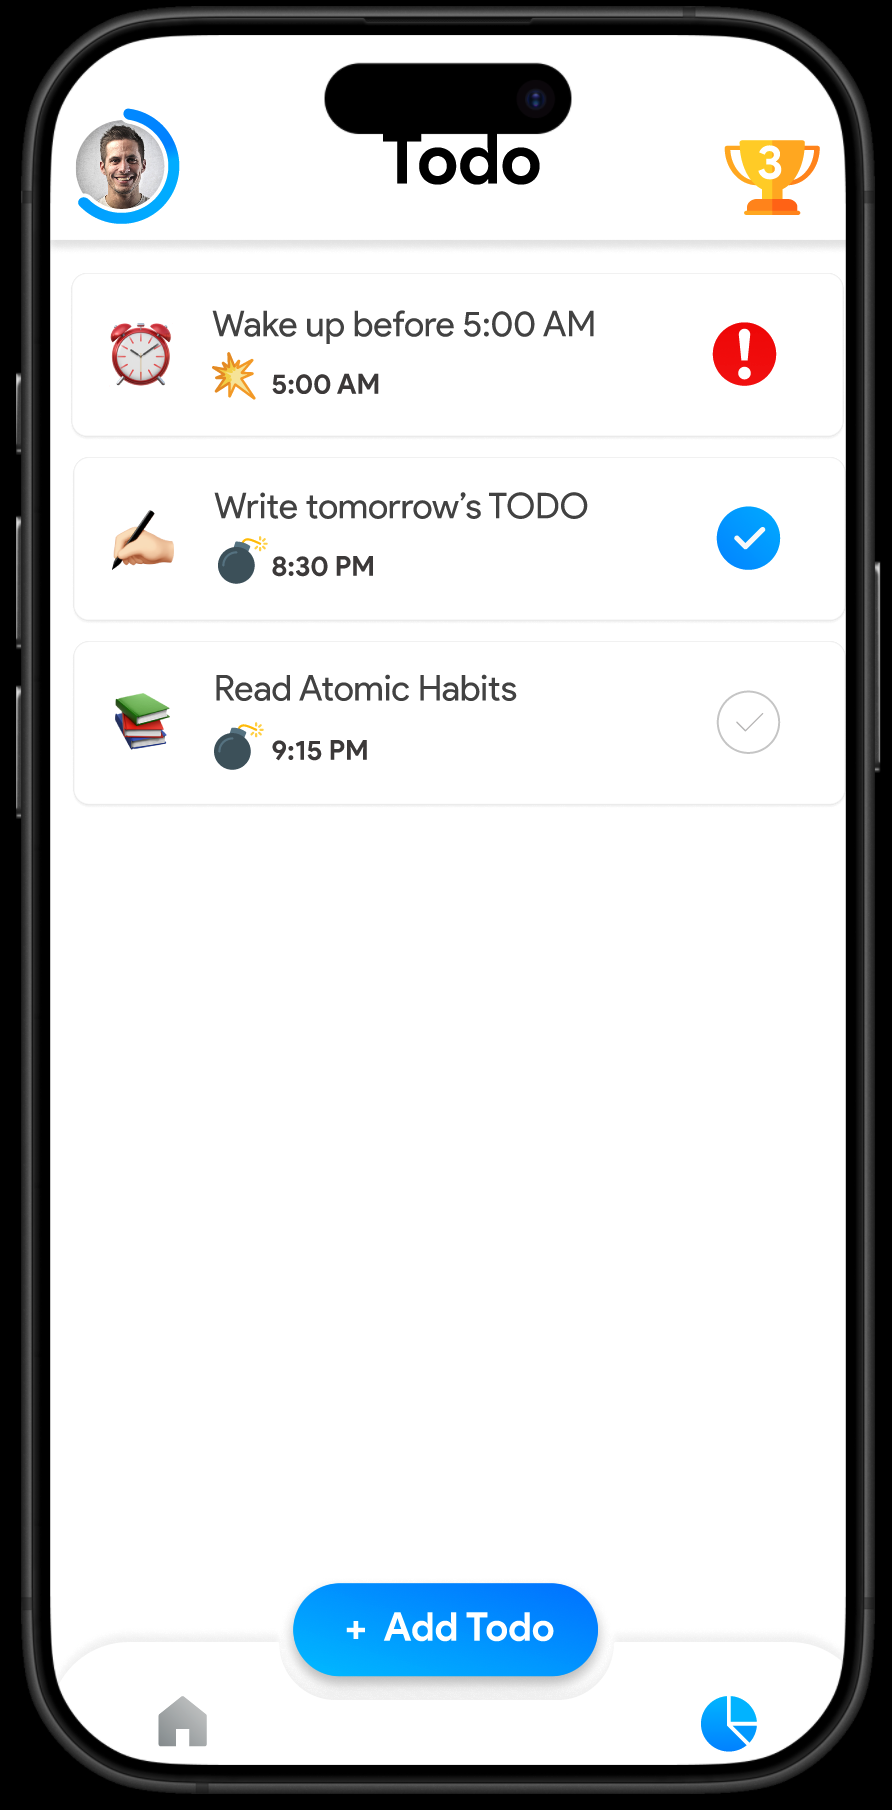 Todo
3
Wake up before 5:00 AM
5:00 AM
Write tomorrow's TODO
8:30 PM
Read Atomic Habits
9:15 PM
+ Add Todo